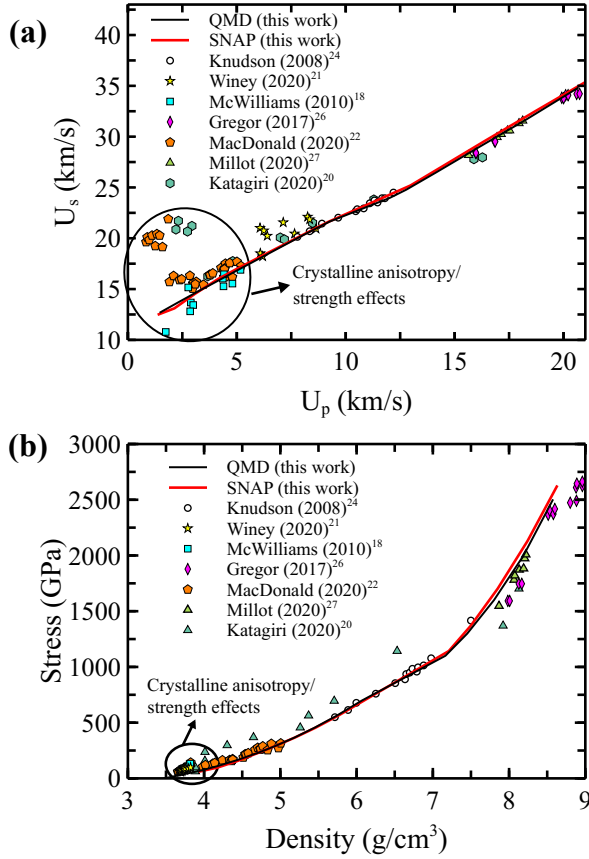 (a)
QMD (this work)
SNAP (this work)
Knudson (2008)24
Winey (2020)21
McWilliams (2010)18
Gregor (2017)26
MacDonald (2020)22
Millot (2020)27
Katagiri (2020)20
Crystalline anisotropy/
strength effects
40
35
30
25
20
15
10
Us (km/s)
0 5 10 15 20
Up (km/s)
(b)
QMD (this work)
SNAP (this work)
Knudson (2008)24
Winey (2020)21
McWilliams (2010)18
Gregor (2017)26
MacDonald (2020)22
Millot (2020)27
Katagiri (2020)20
Crystalline anisotropy/
strength effects
3000
2500
2000
1500
1000
500
0
Stress ((GPa)
3 4 5 6 7 8 9
Density (g/cm3)